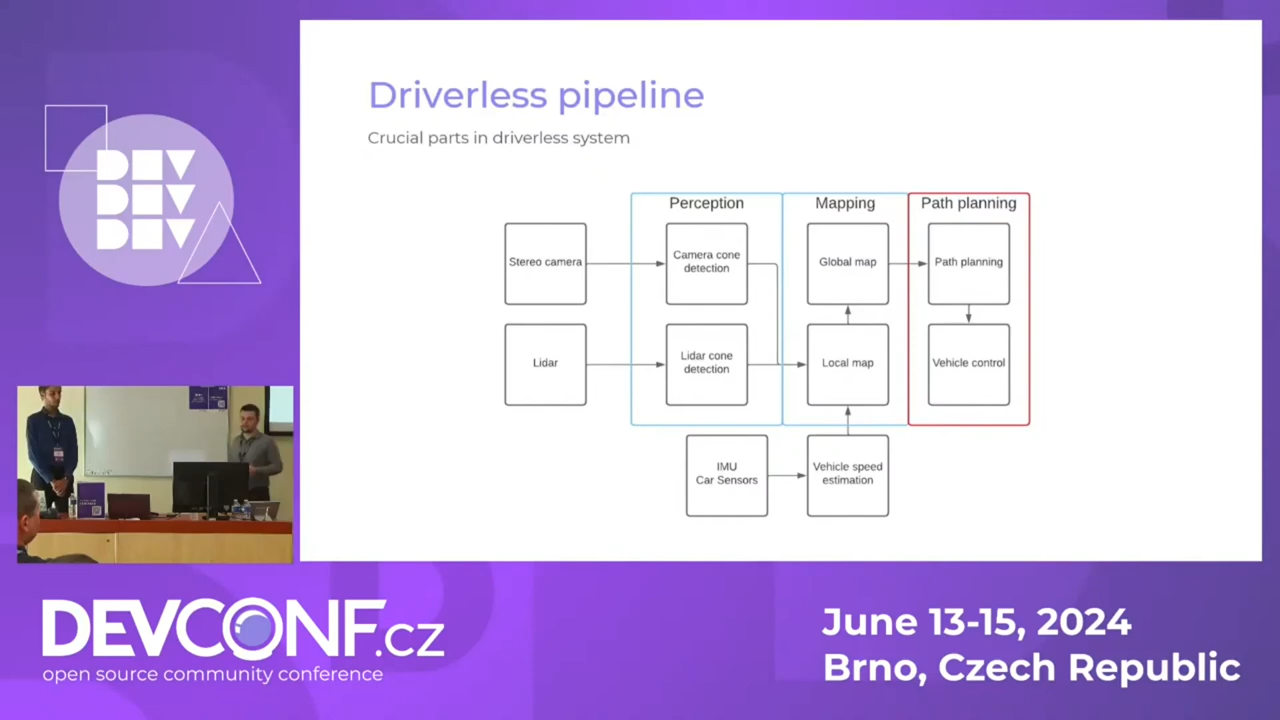 DEV
DEV
DEV
Driverless pipeline
Crucial parts in driverless system
Perception
Mapping
Path planning
Stereo camera
Camera cone
detection
Global map
Path planning
Lidar
Lidar cone
detection
Local map
Vehicle control
IMU
Car Sensors
Vehicle speed
estimation
DEVCONF.cz
open source community conference
June 13-15, 2024
Brno, Czech Republic